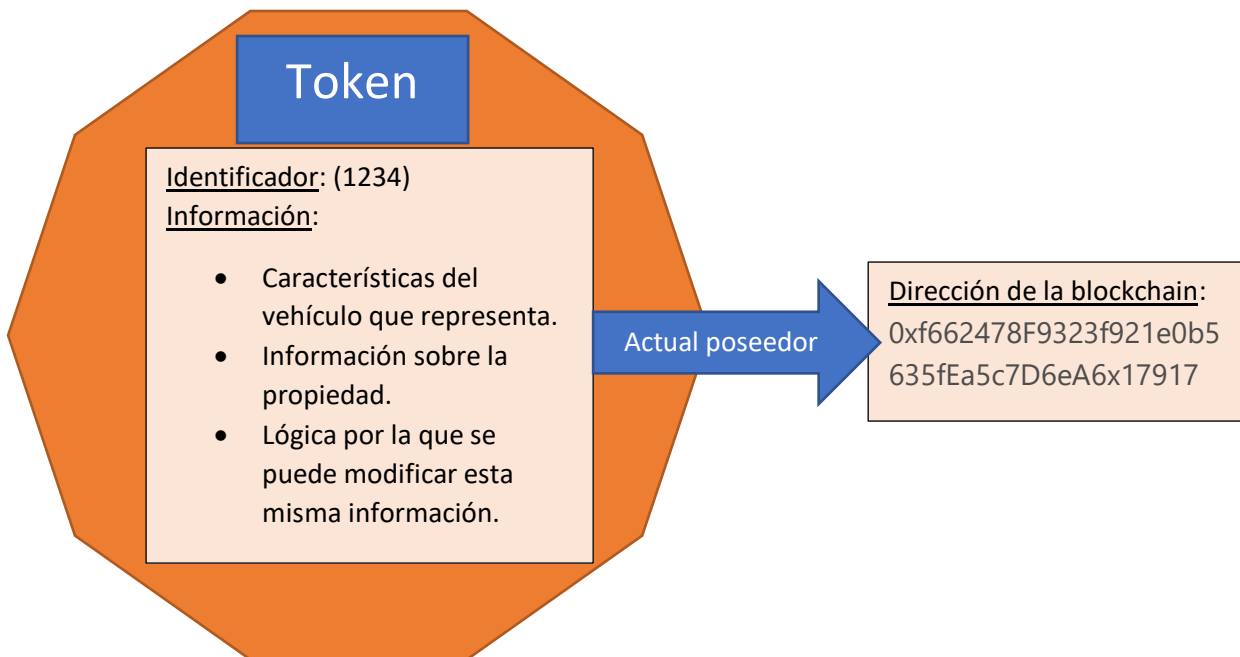 Token
Identificador: (1234)
Información:
• Características del
vehículo que representa.
• Información sobre la
propiedad.
• Lógica por la que se
puede modificar esta
misma información.
Actual poseedor
Dirección de la blockchain:
0xf662478F9323f921e0b5
635fEa5c7D6eA6x17917